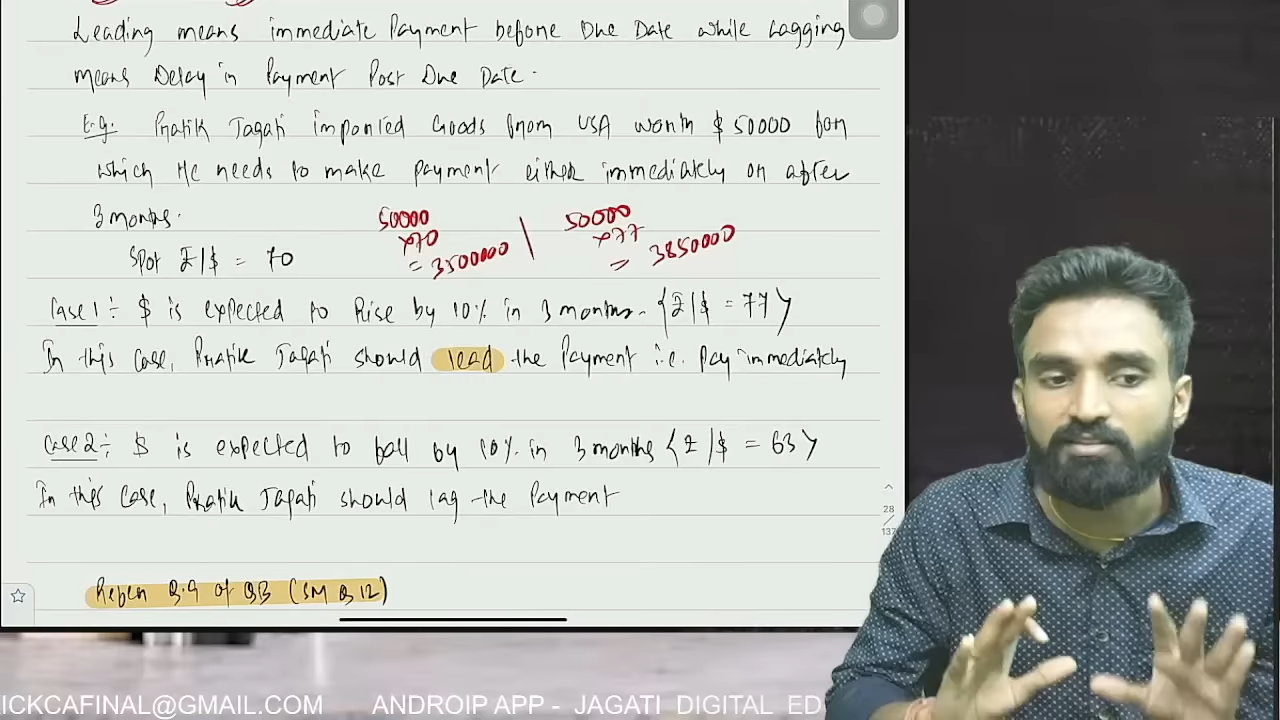 Leading means immediate Payment before Due Date while Lagging
means Delay in Payment Post Due Date.
E.g. Pratik Jagati imported Goods from USA worth $ 50000 for
which He needs to make payment either immediately or after
3 months.
50000
×70
= 3500000
50000
×77
= 3850000
Spot ₹/$ = 70
Case 1 ÷ $ is expected to Rise by 10% in 3 months. {₹/$ = 77}
In this case, Pratik Jagati should lead the Payment i.e. Pay immediately
Case 2 ÷ $ is expected to fall by 10% in 3 months {₹/$ = 63}
In this Case, Pratik Jagati should lag the Payment
Refer Q.9 of QB (SM Q 12)
28
/
137
ICKCAFINAL@GMAIL.COM ANDROIP APP - JAGATI DIGITAL ED